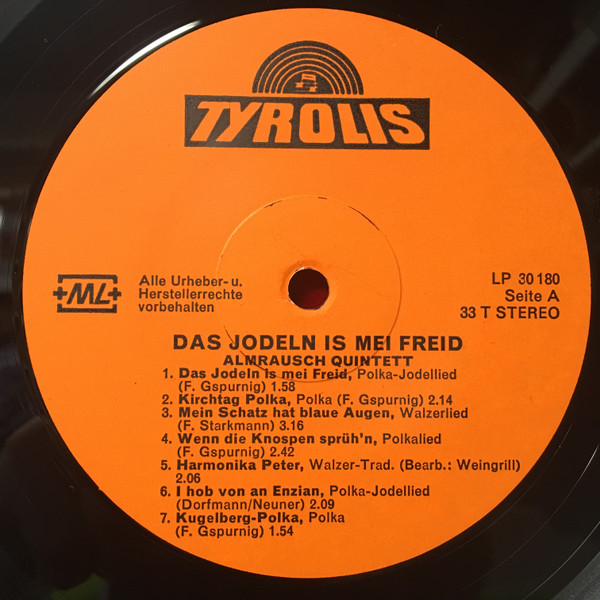 TYROLIS
+ML+
Alle Urheber- u.
Herstellerrechte
vorbehalten
LP 30180
Seite A
33 T STEREO
DAS JODELN IS MEI FREID
ALMRAUSCH QUINTETT
1. Das Jodeln is mei Freid, Polka-Jodellied
(F. Gspurnig) 1.58
2. Kirchtag Polka, Polka (F. Gspurnig) 2.14
3. Mein Schatz hat blaue Augen, Walzerlied
(F. Starkmann) 3.16
4. Wenn die Knospen sprüh'n, Polkalied
(F. Gspurnig) 2.42
5. Harmonika Peter, Walzer-Trad. (Bearb.: Weingrill)
2.06
6. I hob von an Enzian, Polka-Jodellied
(Dorfmann/Neuner) 2.09
7. Kugelberg-Polka, Polka
(F. Gspurnig) 1.54